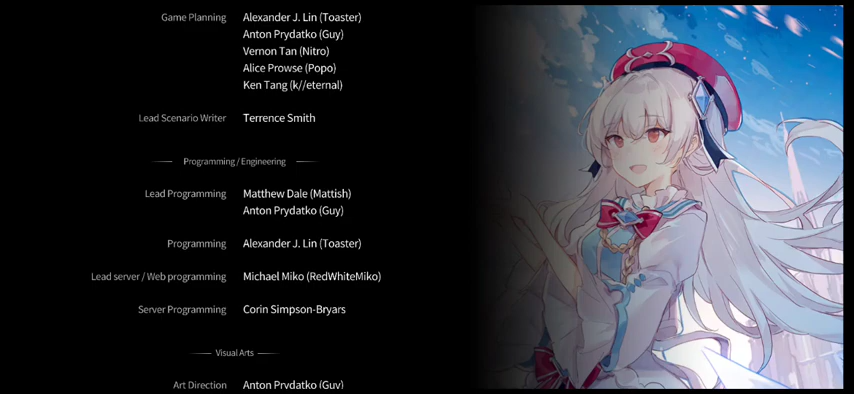 Game Planning Alexander J. Lin (Toaster)
Anton Prydatko (Guy)
Vernon Tan (Nitro)
Alice Prowse (Popo)
Ken Tang (k//eternal)
Lead Scenario Writer Terrence Smith
Programming / Engineering
Lead Programming Matthew Dale (Mattish)
Anton Prydatko (Guy)
Programming Alexander J. Lin (Toaster)
Lead server / Web programming Michael Miko (RedWhiteMiko)
Server Programming Corin Simpson-Bryars
Visual Arts
Art Direction Anton Prydatko (Guy)